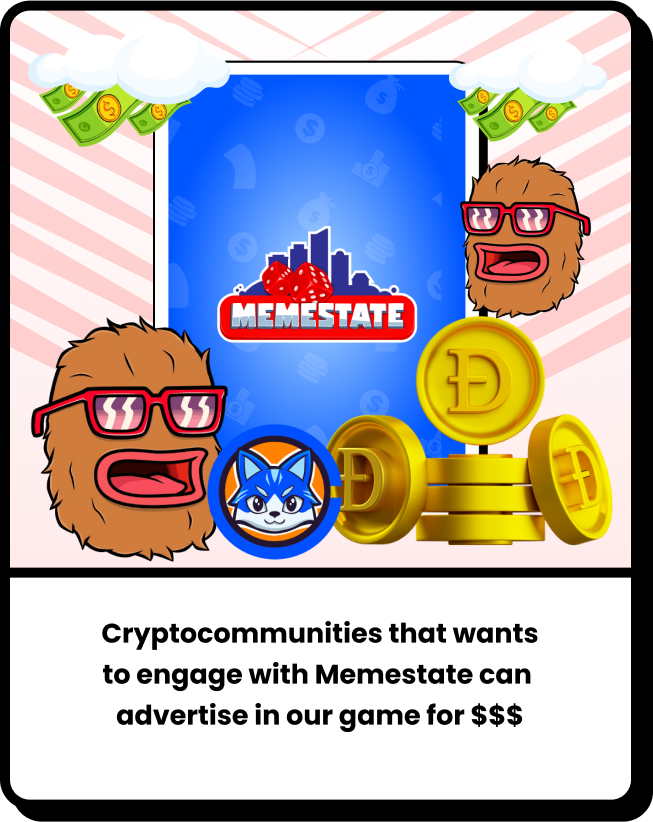 MEMESTATE
Cryptocommunities that wants
to engage with Memestate can
advertise in our game for $$$